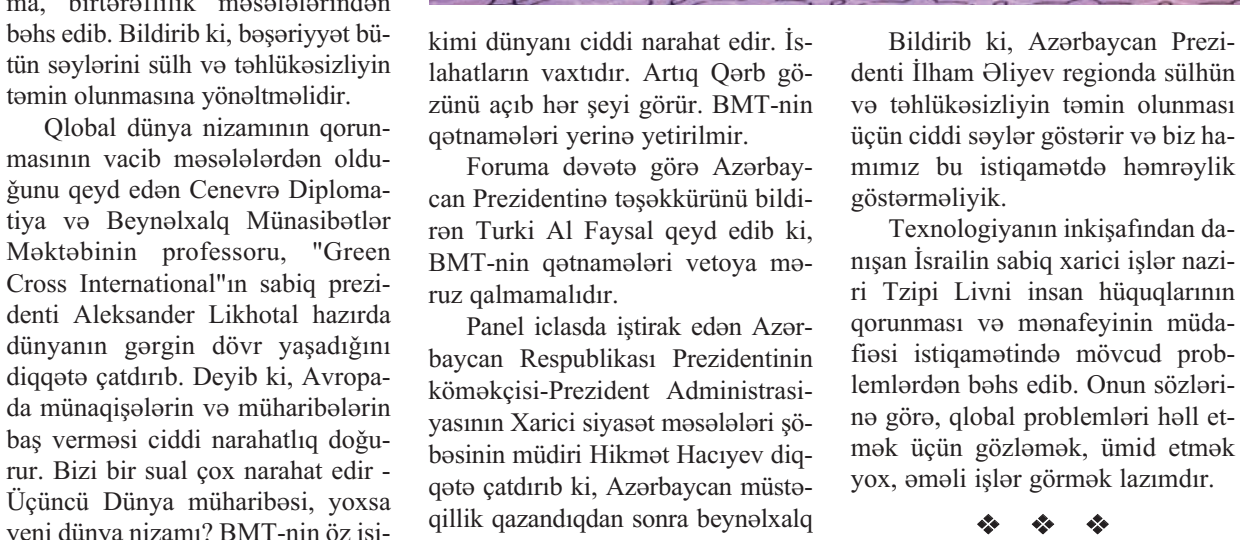 ma, birtərəflilik məsələlərindən
bəhs edib. Bildirib ki, bəşəriyyət bü-
tün səylərini sülh və təhlükəsizliyin
təmin olunmasına yönəltməlidir.
Qlobal dünya nizamının qorun-
masının vacib məsələlərdən oldu-
ğunu qeyd edən Cenevrə Diploma-
tiya və Beynəlxalq Münasibətlər
Məktəbinin professoru, "Green
Cross International"ın sabiq prezi-
denti Aleksander Likhotal hazırda
dünyanın gərgin dövr yaşadığını
diqqətə çatdırıb. Deyib ki, Avropa-
da münaqişələrin və müharibələrin
baş verməsi ciddi narahatlıq doğu-
rur. Bizi bir sual çox narahat edir -
Üçüncü Dünya müharibəsi, yoxsa
yeni dünya nizamı? BMT-nin öz işi-
kimi dünyanı ciddi narahat edir. İs-
lahatların vaxtıdır. Artıq Qərb gö-
zünü açıb hər şeyi görür. BMT-nin
qətnamələri yerinə yetirilmir.
Foruma dəvətə görə Azərbay-
can Prezidentinə təşəkkürünü bildi-
rən Turki Al Faysal qeyd edib ki,
BMT-nin qətnamələri vetoya mə-
ruz qalmamalıdır.
Panel iclasda iştirak edən Azər-
baycan Respublikası Prezidentinin
köməkçisi-Prezident Administrasi-
yasının Xarici siyasət məsələləri şö-
bəsinin müdiri Hikmət Hacıyev diq-
qətə çatdırıb ki, Azərbaycan müstə-
qillik qazandıqdan sonra beynəlxalq
Bildirib ki, Azərbaycan Prezi-
denti İlham Əliyev regionda sülhün
və təhlükəsizliyin təmin olunması
üçün ciddi səylər göstərir və biz ha-
mımız bu istiqamətdə həmrəylik
göstərməliyik.
Texnologiyanın inkişafından da-
nışan İsrailin sabiq xarici işlər nazi-
ri Tzipi Livni insan hüquqlarının
qorunması və mənafeyinin müda-
fiəsi istiqamətində mövcud prob-
lemlərdən bəhs edib. Onun sözləri-
nə görə, qlobal problemləri həll et-
mək üçün gözləmək, ümid etmək
yox, əməli işlər görmək lazımdır.